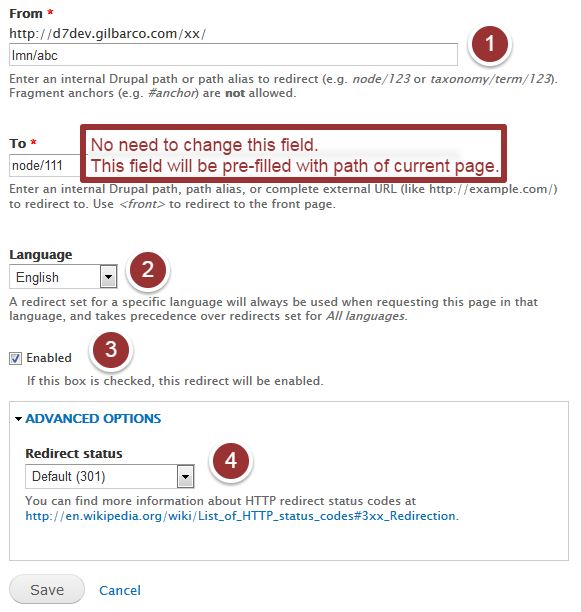 From *
http://d7dev.gilbarco.com/xx/
lmn/abc
1
Enter an internal Drupal path or path alias to redirect (e.g. node/123 or taxonomy/term/123).
Fragment anchors (e.g. #anchor) are not allowed.
To *
node/111
No need to change this field.
This field will be pre-filled with path of current page.
Enter an internal Drupal path, path alias, or complete external URL (like http://example.com/)
to redirect to. Use <front> to redirect to the front page.
Language
English
2
A redirect set for a specific language will always be used when requesting this page in that
language, and takes precedence over redirects set for All languages.
Enabled
3
If this box is checked, this redirect will be enabled.
ADVANCED OPTIONS
Redirect status
Default (301)
4
You can find more information about HTTP redirect status codes at
http://en.wikipedia.org/wiki/List_of_HTTP_status_codes#3xx_Redirection.
Save
Cancel